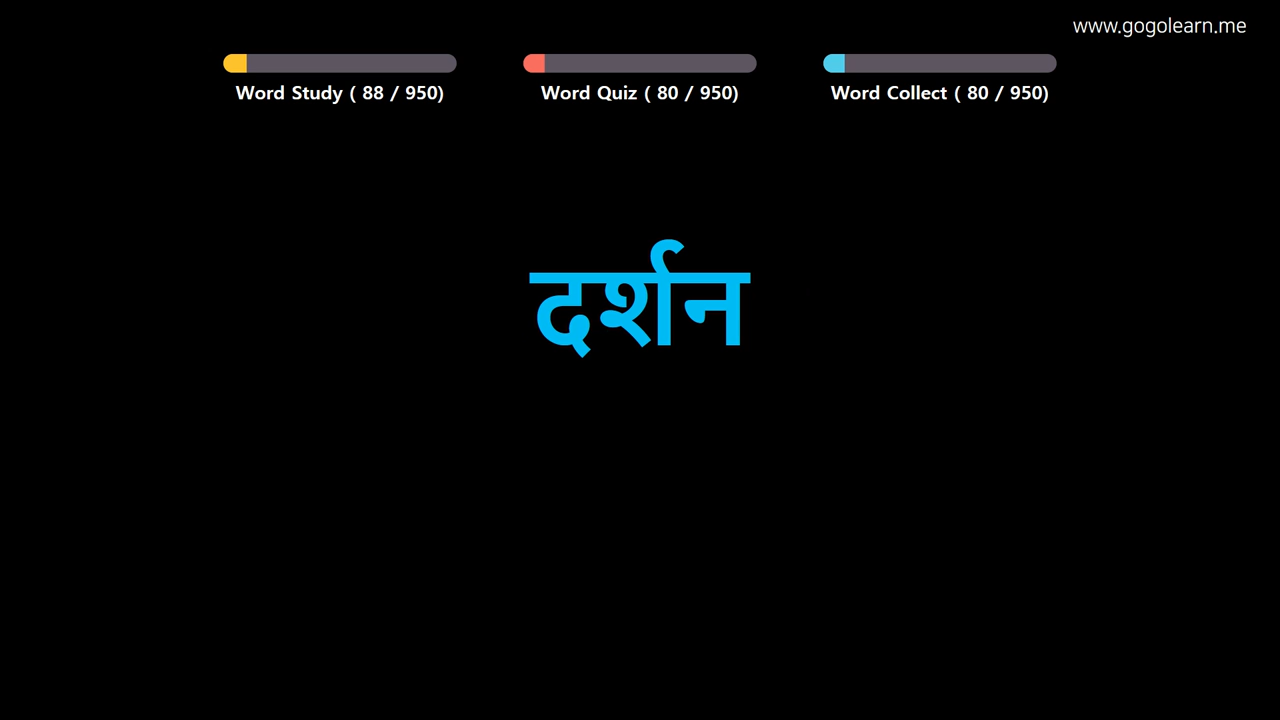 www.gogolearn.me
Word Study ( 88 / 950)
Word Quiz ( 80 / 950)
Word Collect ( 80 / 950)
दर्शन